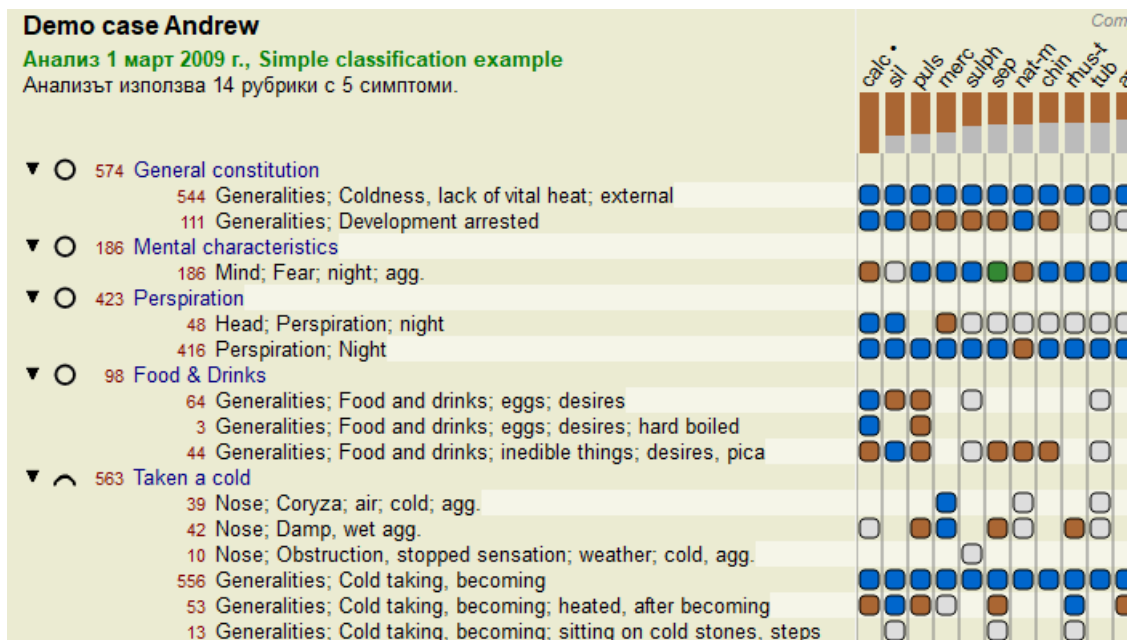 Demo case Andrew
Com
Анализ 1 март 2009 г., Simple classification example
Анализът използва 14 рубрики с 5 симптоми.
calc •
sil
puls
merc
sulph
sep
nat-m
chin
rhus-t
tub
574 General constitution
544 Generalities; Coldness, lack of vital heat; external
111 Generalities; Development arrested
186 Mental characteristics
186 Mind; Fear; night; agg.
423 Perspiration
48 Head; Perspiration; night
416 Perspiration; Night
98 Food & Drinks
64 Generalities; Food and drinks; eggs; desires
3 Generalities; Food and drinks; eggs; desires; hard boiled
44 Generalities; Food and drinks; inedible things; desires, pica
563 Taken a cold
39 Nose; Coryza; air; cold; agg.
42 Nose; Damp, wet agg.
10 Nose; Obstruction, stopped sensation; weather; cold, agg.
556 Generalities; Cold taking, becoming
53 Generalities; Cold taking, becoming; heated, after becoming
13 Generalities; Cold taking, becoming; sitting on cold stones, steps